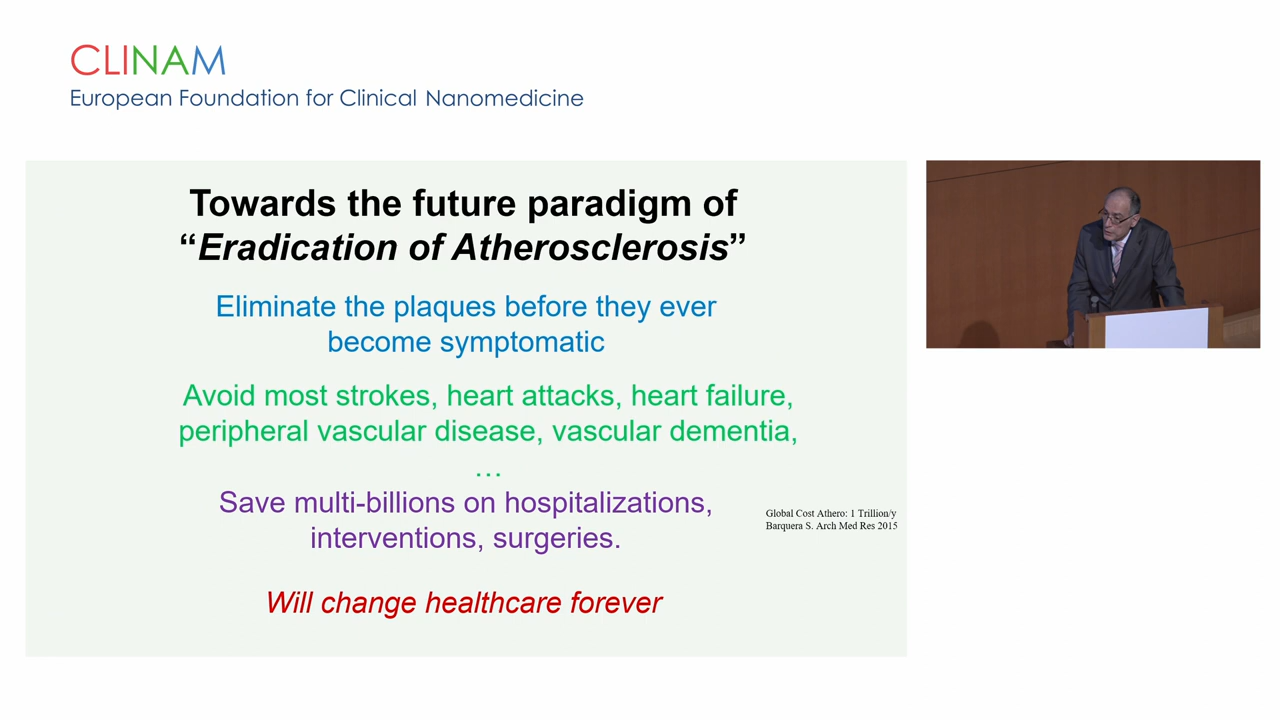 CLINAM
European Foundation for Clinical Nanomedicine
Towards the future paradigm of
“Eradication of Atherosclerosis”
Eliminate the plaques before they ever
become symptomatic
Avoid most strokes, heart attacks, heart failure,
peripheral vascular disease, vascular dementia,
…
Save multi-billions on hospitalizations,
interventions, surgeries.
Global Cost Athero: 1 Trillion/y
Barquera S. Arch Med Res 2015
Will change healthcare forever